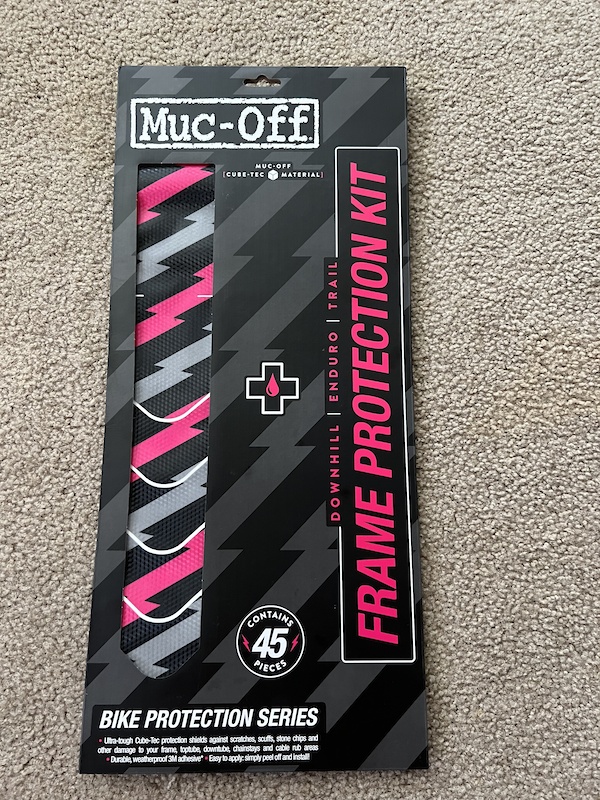 Muc-Off
MUC-OFF
[CUBE-TEC MATERIAL]
DOWNHILL | ENDURO | TRAIL
FRAME PROTECTION KIT
CONTAINS
45
PIECES
BIKE PROTECTION SERIES
• Ultra-tough Cube-Tec protection shields against scratches, scuffs, stone chips and
other damage to your frame, toptube, downtube, chainstays and cable rub areas
• Durable, weatherproof 3M adhesive* • Easy to apply: simply peel off and install!